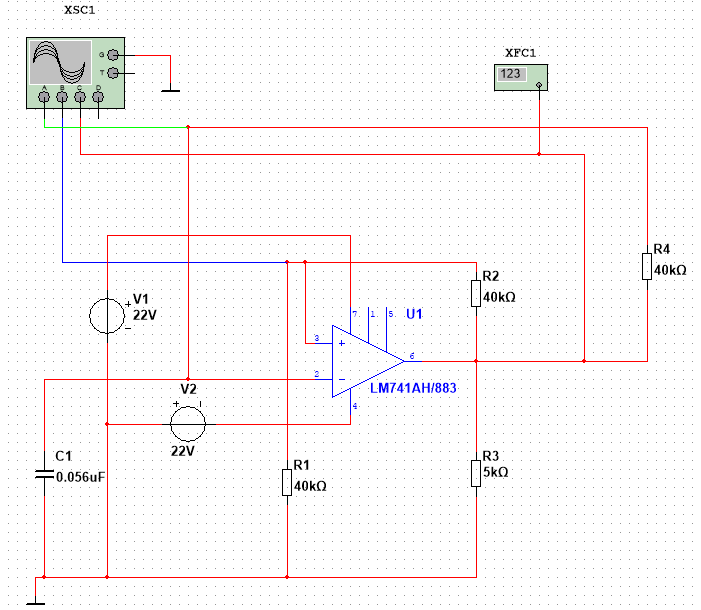 XSC1
XFC1
123
G
T
A B C D
R4
40kΩ
V1
22V
R2
40kΩ
U1
7 1 5
3
6
2
4
LM741AH/883
V2
22V
C1
0.056uF
R1
40kΩ
R3
5kΩ